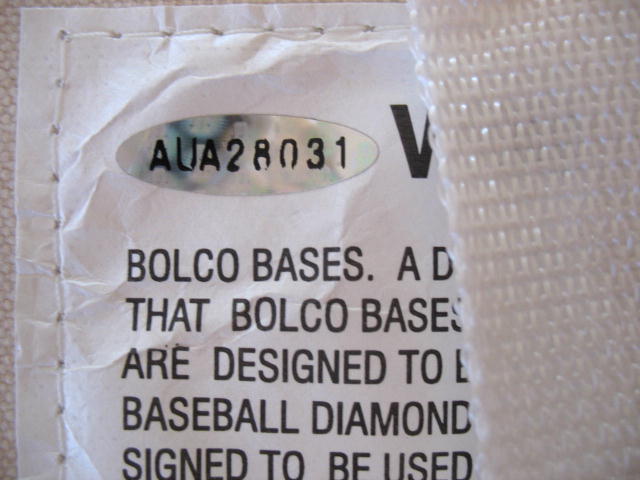 AUA28031
BOLCO BASES. A D
THAT BOLCO BASES
ARE DESIGNED TO
BASEBALL DIAMOND
SIGNED TO BE USED